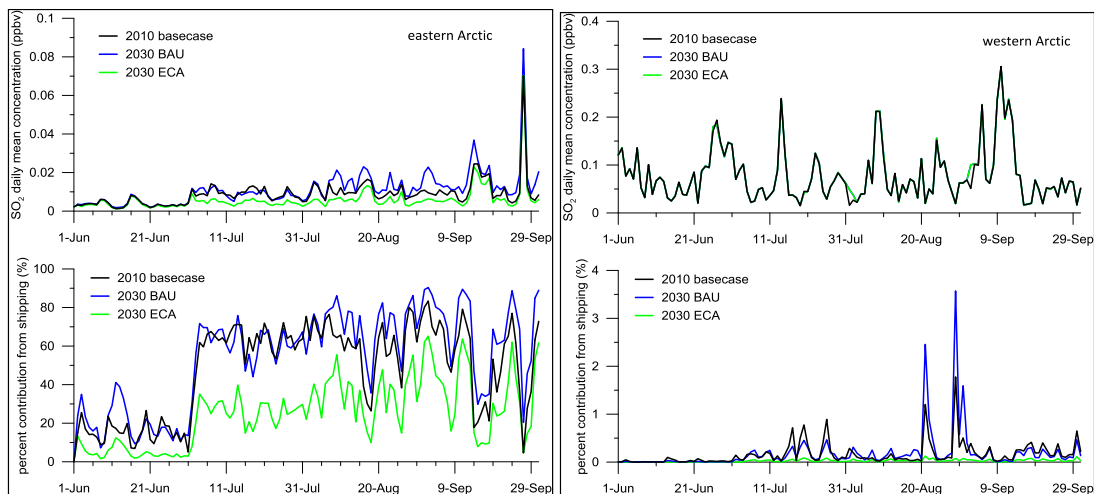 SO2 daily mean concentration (ppbv)
0.1
0.08
0.06
0.04
0.02
0
2010 basecase
2030 BAU
2030 ECA
eastern Arctic
1-Jun 21-Jun 11-Jul 31-Jul 20-Aug 9-Sep 29-Sep
percent contribution from shipping (%)
100
80
60
40
20
0
2010 basecase
2030 BAU
2030 ECA
1-Jun 21-Jun 11-Jul 31-Jul 20-Aug 9-Sep 29-Sep
SO2 daily mean concentration (ppbv)
0.4
0.3
0.2
0.1
0
2010 basecase
2030 BAU
2030 ECA
western Arctic
1-Jun 21-Jun 11-Jul 31-Jul 20-Aug 9-Sep 29-Sep
percent contribution from shipping (%)
4
3
2
1
0
2010 basecase
2030 BAU
2030 ECA
1-Jun 21-Jun 11-Jul 31-Jul 20-Aug 9-Sep 29-Sep